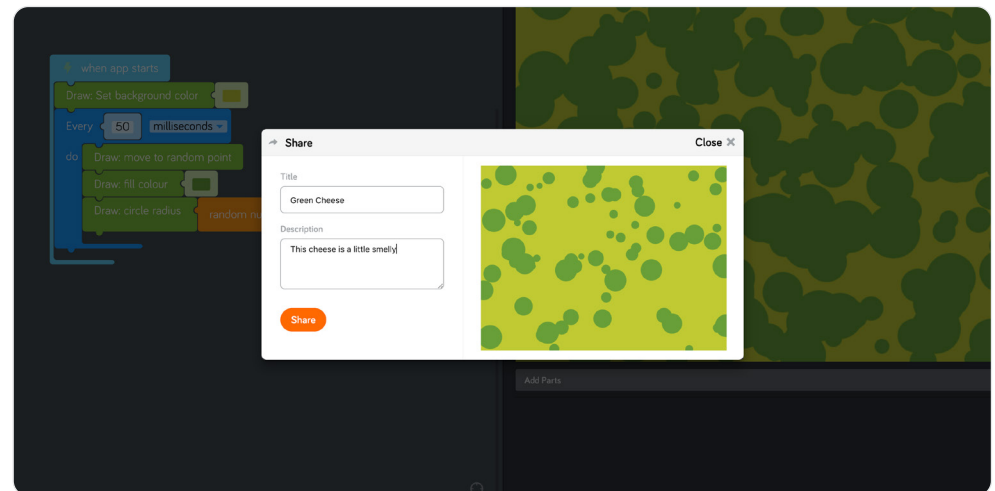 when app starts
Draw: Set background color
Every 50 milliseconds
do Draw: move to random point
Draw: fill colour
Draw: circle radius random nu
Share
Close
Title
Green Cheese
Description
This cheese is a little smelly
Share
Add Parts